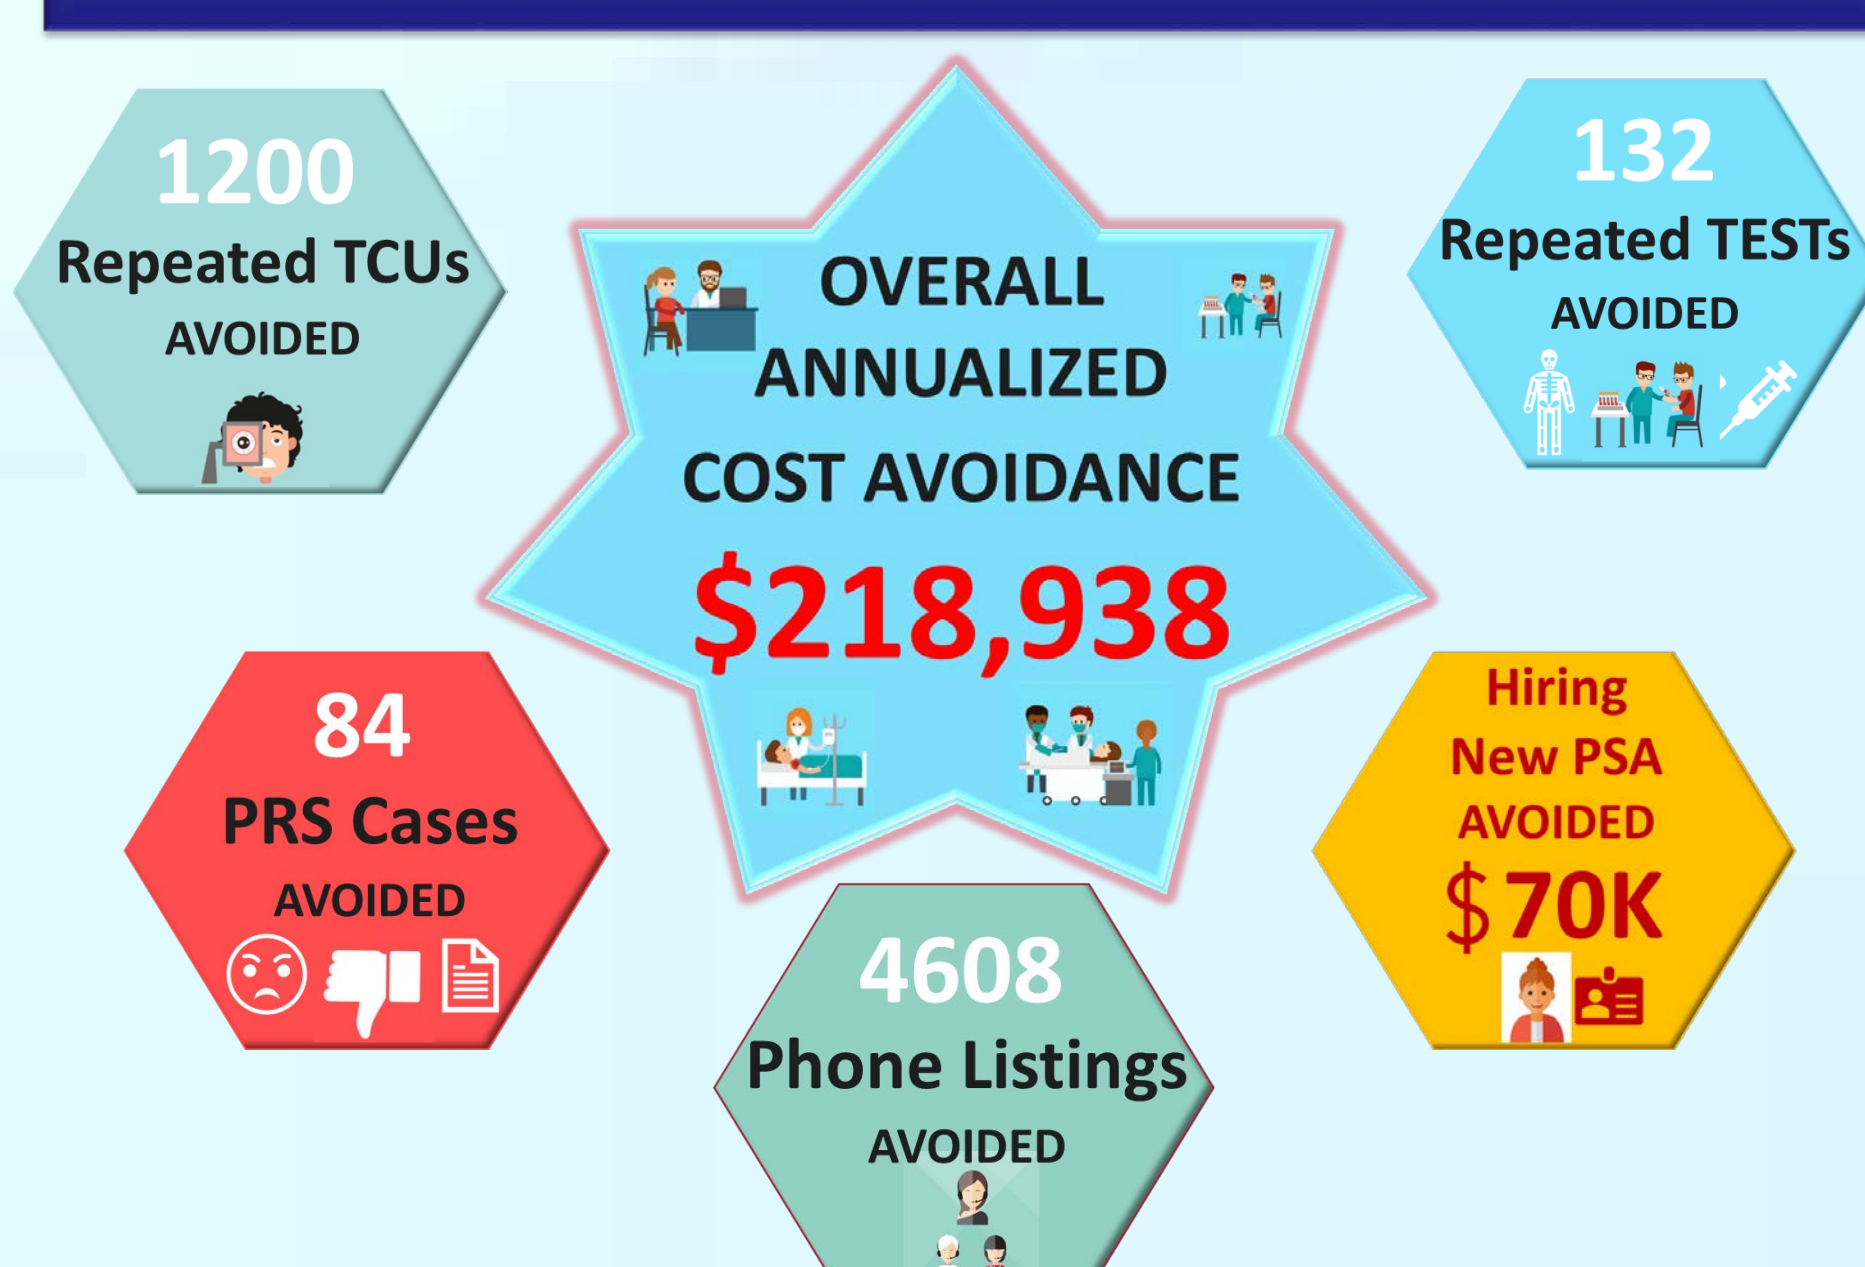 1200
Repeated TCUs
AVOIDED
OVERALL
ANNUALIZED
COST AVOIDANCE
$218,938
132
Repeated TESTs
AVOIDED
84
PRS Cases
AVOIDED
4608
Phone Listings
AVOIDED
Hiring
New PSA
AVOIDED
$ 70K